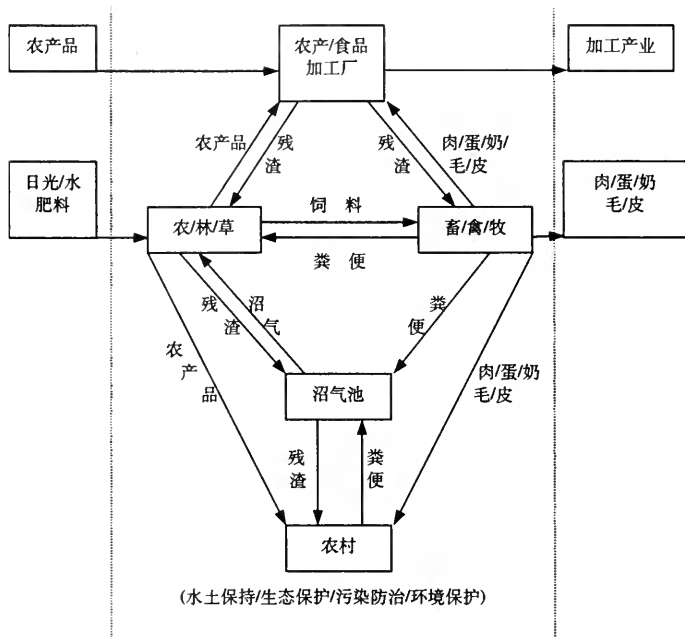 农产品
农产/食品
加工厂
加工产业
农产品
残渣
残渣
肉/蛋/奶/
毛/皮
日光/水
肥料
农/林/草
饲 料
粪 便
畜/禽/牧
肉/蛋/奶
毛/皮
残渣
沼气
粪便
农产品
沼气池
肉/蛋/奶
毛/皮
残渣
粪便
农村
(水土保持/生态保护/污染防治/环境保护)